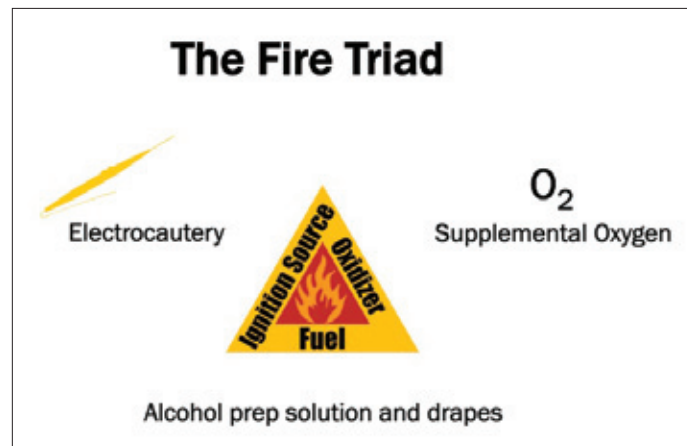 The Fire Triad
Electrocautery
O2
Supplemental Oxygen
Ignition Source
Oxidizer
Fuel
Alcohol prep solution and drapes